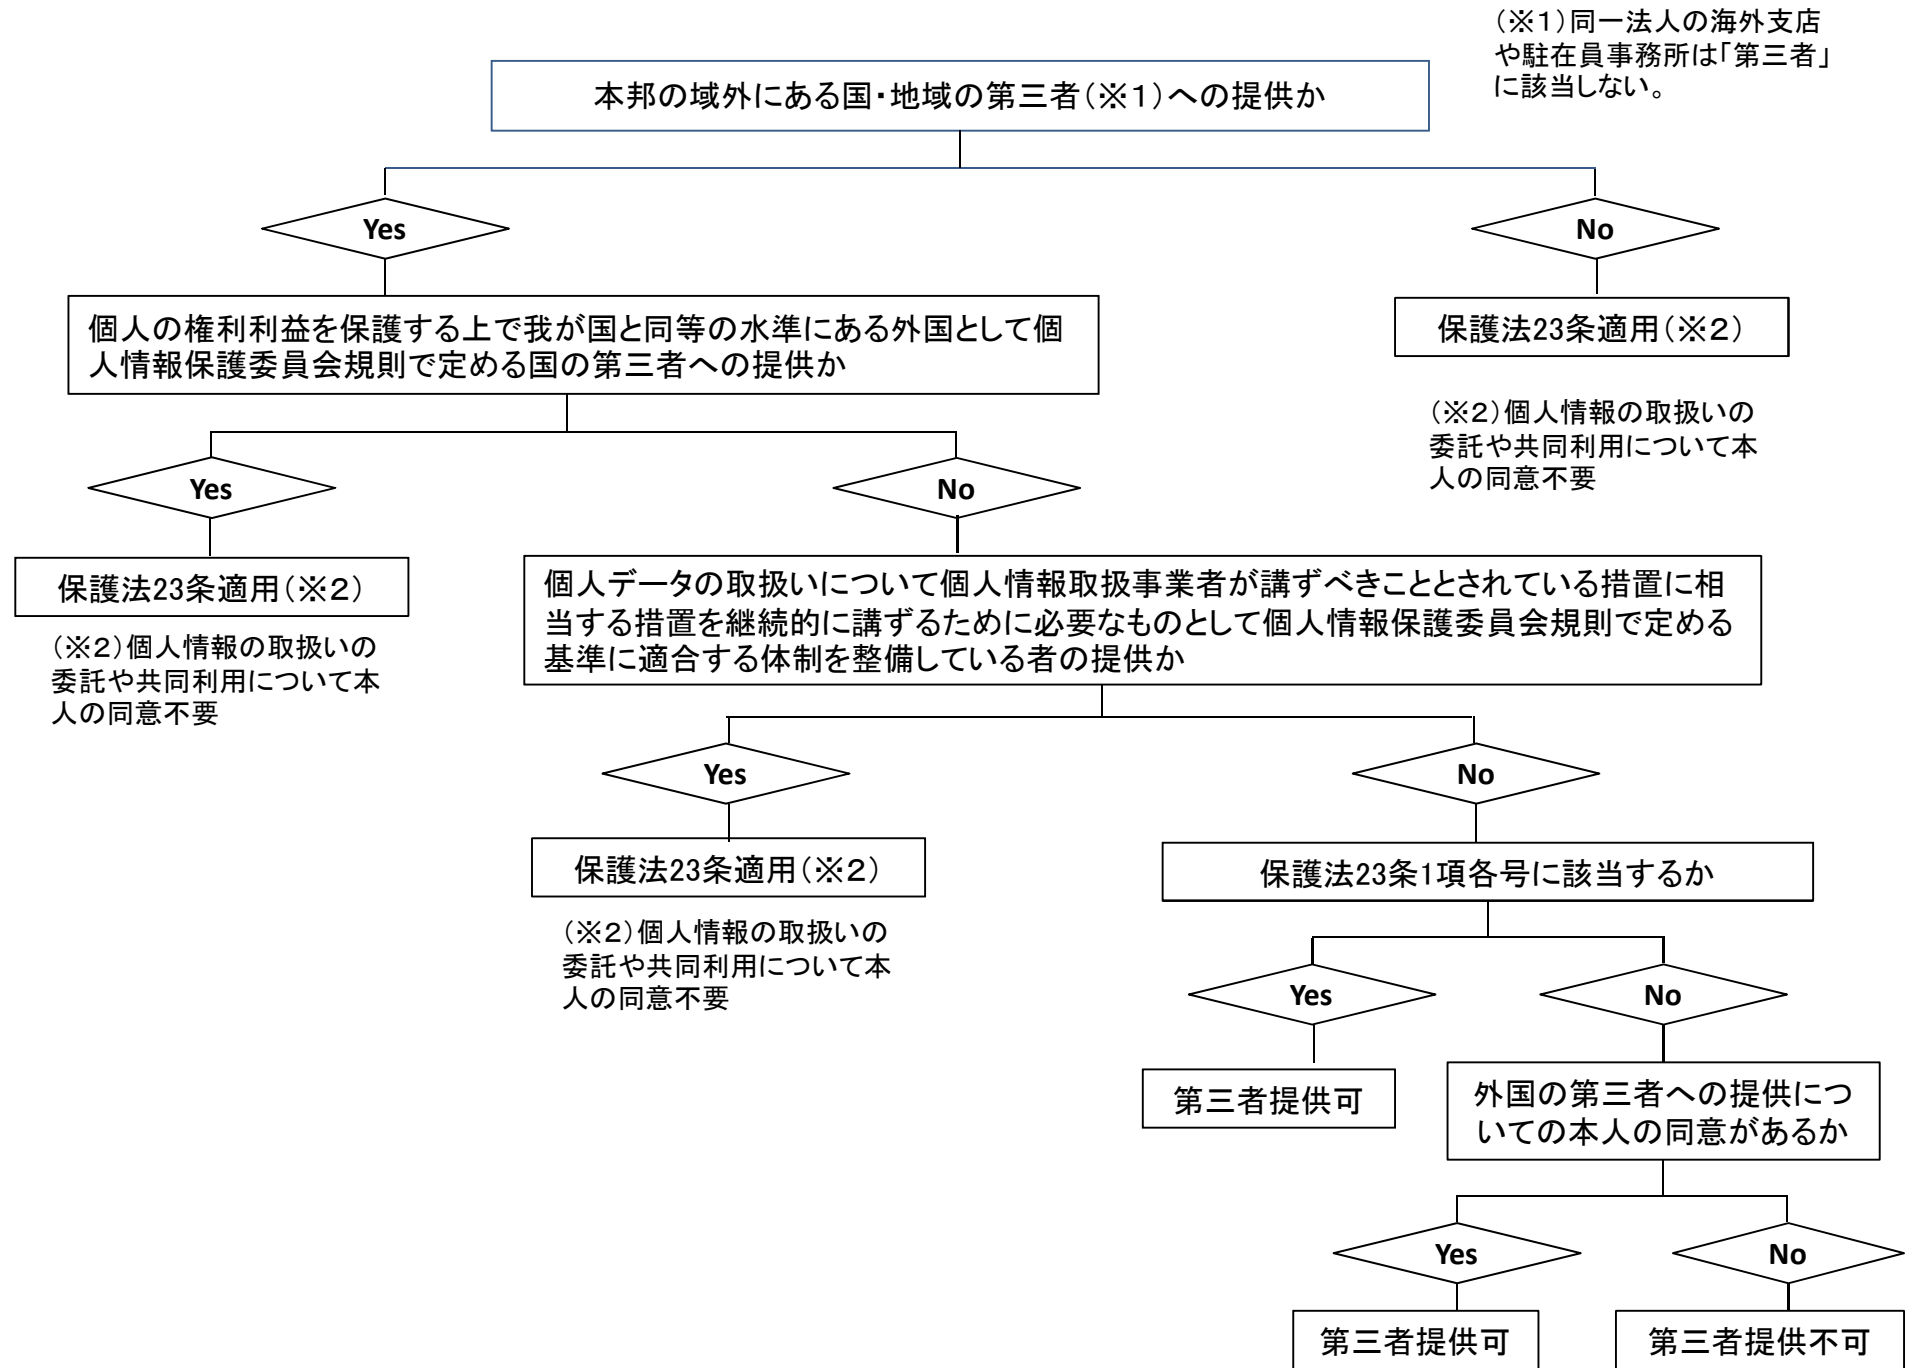 (※1)同一法人の海外支店
や駐在員事務所は「第三者」
に該当しない。
本邦の域外にある国・地域の第三者(※1)への提供か
Yes
No
個人の権利利益を保護する上で我が国と同等の水準にある外国として個
人情報保護委員会規則で定める国の第三者への提供か
保護法23条適用(※2)
(※2)個人情報の取扱いの
委託や共同利用について本
人の同意不要
Yes
No
保護法23条適用(※2)
(※2)個人情報の取扱いの
委託や共同利用について本
人の同意不要
個人データの取扱いについて個人情報取扱事業者が講ずべきこととされている措置に相
当する措置を継続的に講ずるために必要なものとして個人情報保護委員会規則で定める
基準に適合する体制を整備している者の提供か
Yes
No
保護法23条適用(※2)
(※2)個人情報の取扱いの
委託や共同利用について本
人の同意不要
保護法23条1項各号に該当するか
Yes
No
第三者提供可
外国の第三者への提供につ
いての本人の同意があるか
Yes
No
第三者提供可
第三者提供不可